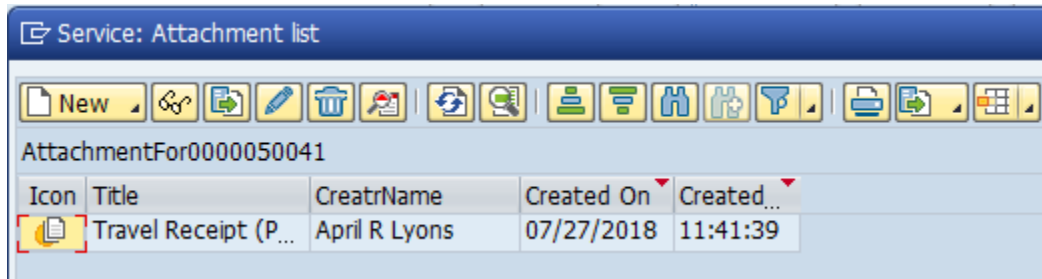 Service: Attachment list
New
AttachmentFor0000050041
Icon Title CreatrName Created On Created...
Travel Receipt (P... April R Lyons 07/27/2018 11:41:39